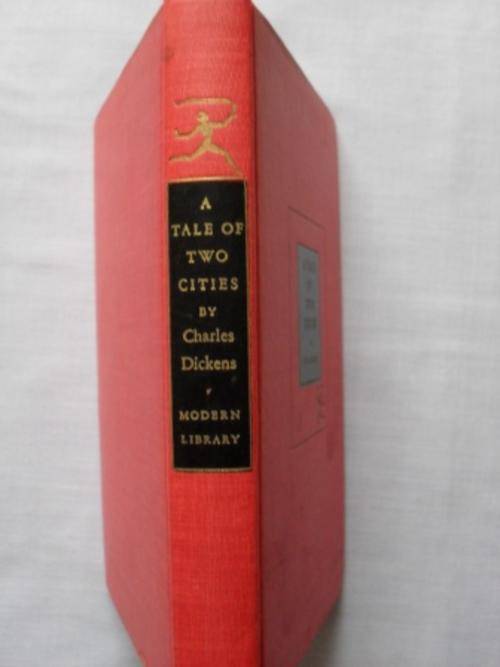 A
TALE OF
TWO
CITIES
BY
Charles
Dickens
MODERN
LIBRARY